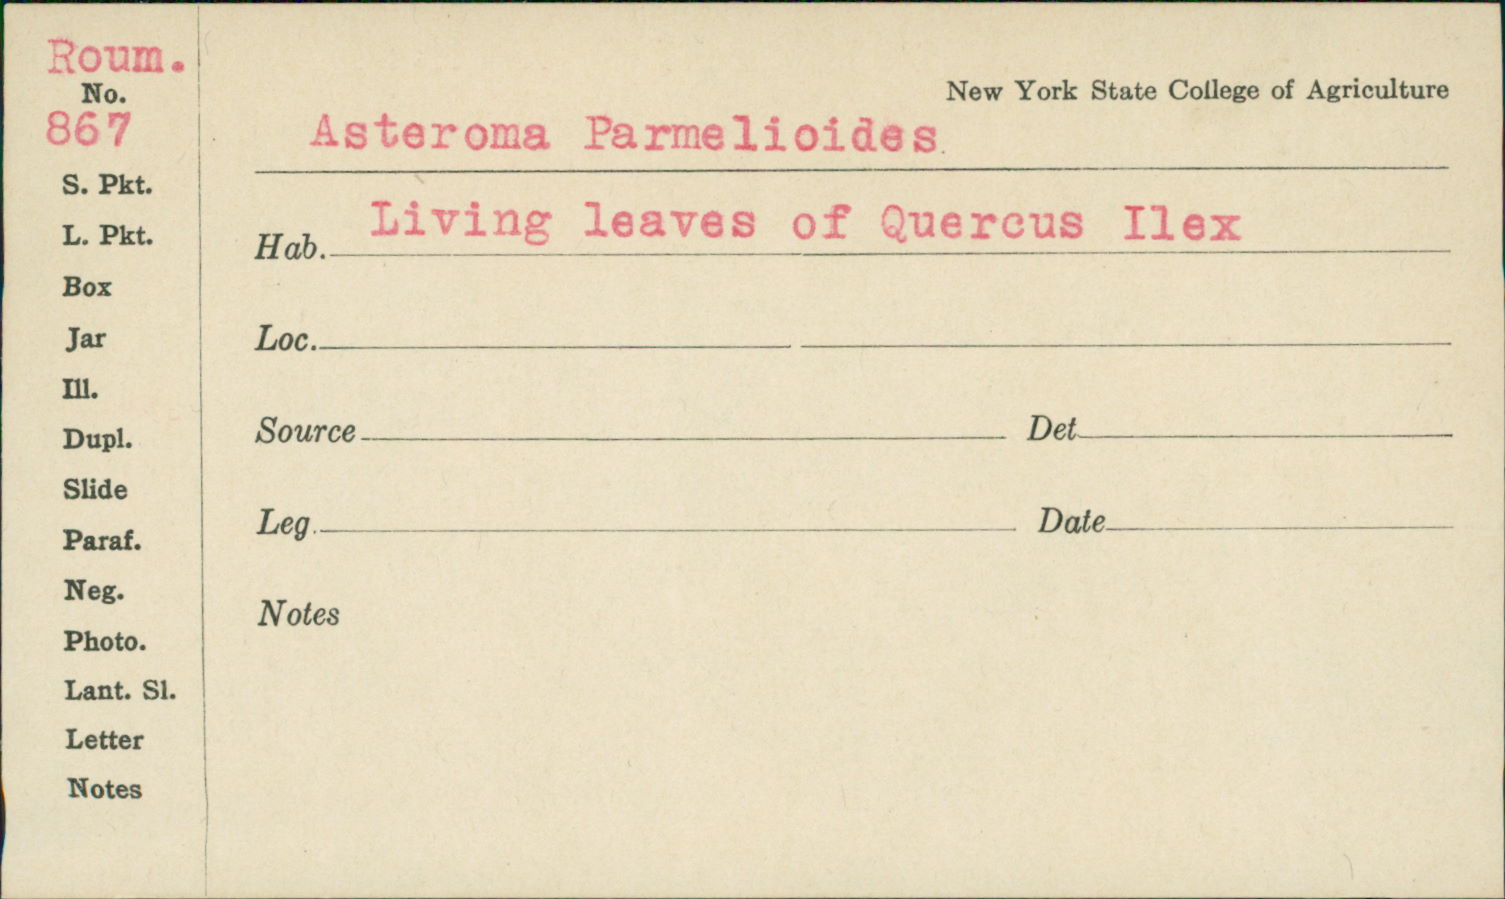 Roum.
No.
867
S. Pkt.
L. Pkt.
Box
Jar
Ill.
Dupl.
Slide
Paraf.
Neg.
Photo.
Lant. Sl.
Letter
Notes
New York State College of Agriculture
Asteroma Parmelioides
Hab. Living leaves of Quercus Ilex
Loc.
Source Det
Leg. Date
Notes